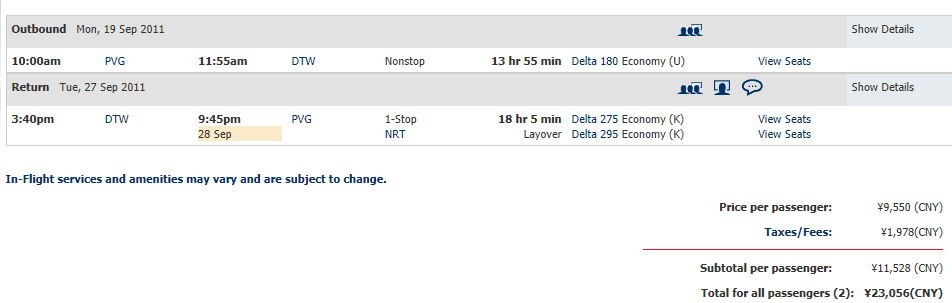 Outbound Mon, 19 Sep 2011 Show Details
10:00am PVG 11:55am DTW Nonstop 13 hr 55 min Delta 180 Economy (U) View Seats
Return Tue, 27 Sep 2011 Show Details
3:40pm DTW 9:45pm PVG 1-Stop 18 hr 5 min Delta 275 Economy (K) View Seats
28 Sep NRT Layover Delta 295 Economy (K) View Seats
In-Flight services and amenities may vary and are subject to change.
Price per passenger: ¥9,550 (CNY)
Taxes/Fees: ¥1,978(CNY)
Subtotal per passenger: ¥11,528 (CNY)
Total for all passengers (2): ¥23,056(CNY)